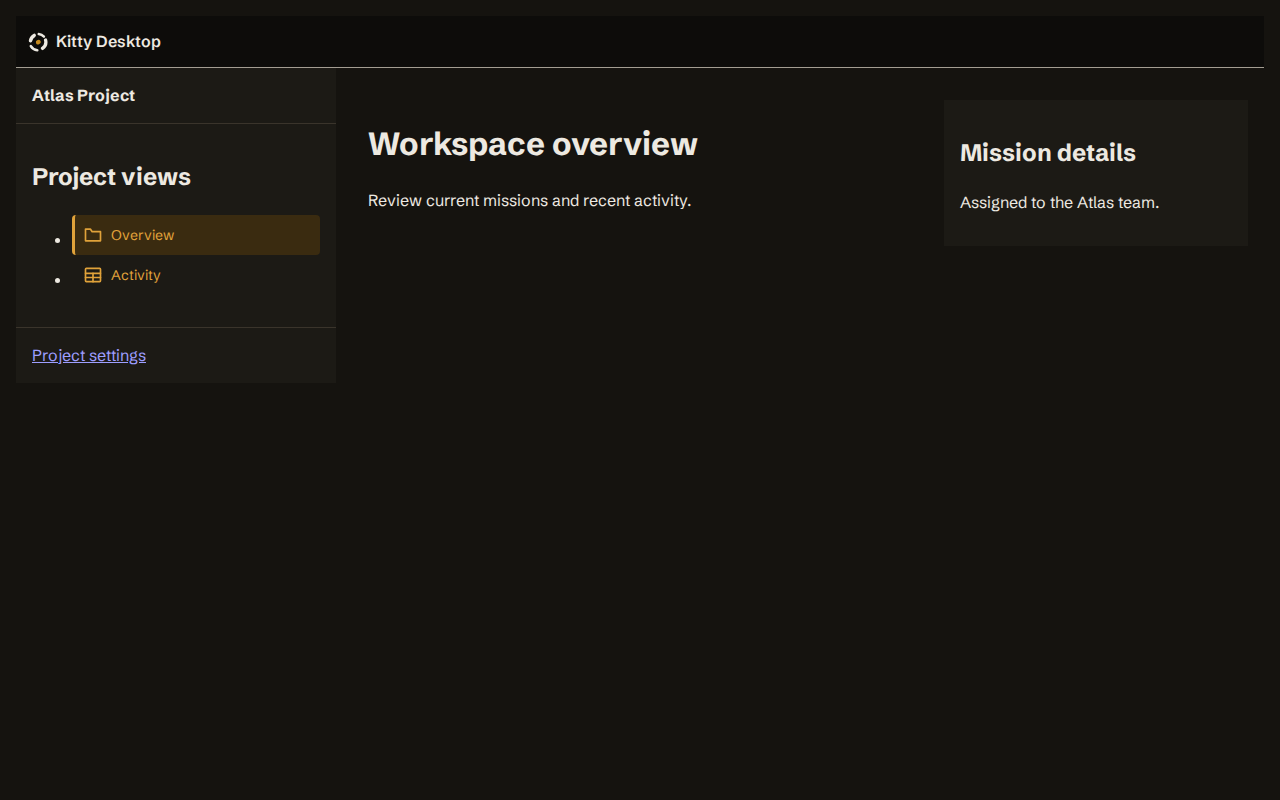 Kitty Desktop
Atlas Project
Project views
Overview
Activity
Project settings
Workspace overview
Review current missions and recent activity.
Mission details
Assigned to the Atlas team.